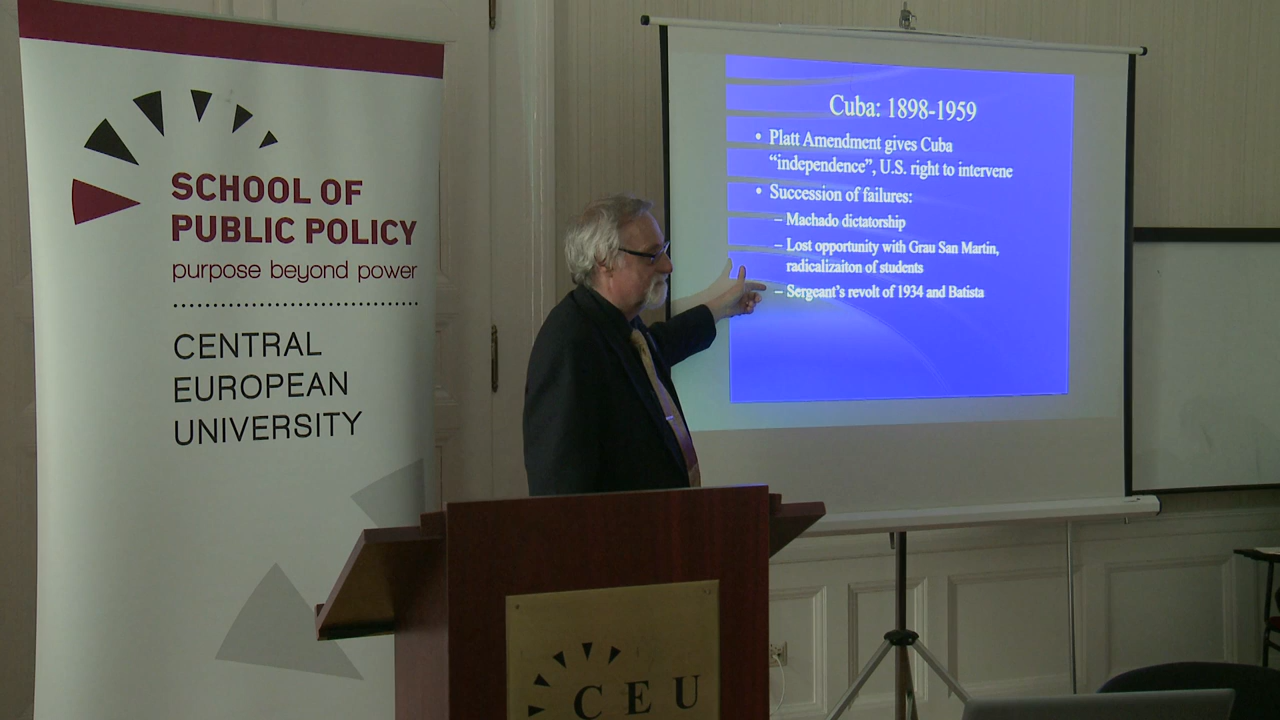 SCHOOL OF
PUBLIC POLICY
purpose beyond power
CENTRAL
EUROPEAN
UNIVERSITY
Cuba: 1898-1959
• Platt Amendment gives Cuba
“independence”, U.S. right to intervene
• Succession of failures:
– Machado dictatorship
– Lost opportunity with Grau San Martin,
radicalizaiton of students
– Sergeant's revolt of 1934 and Batista
CEU